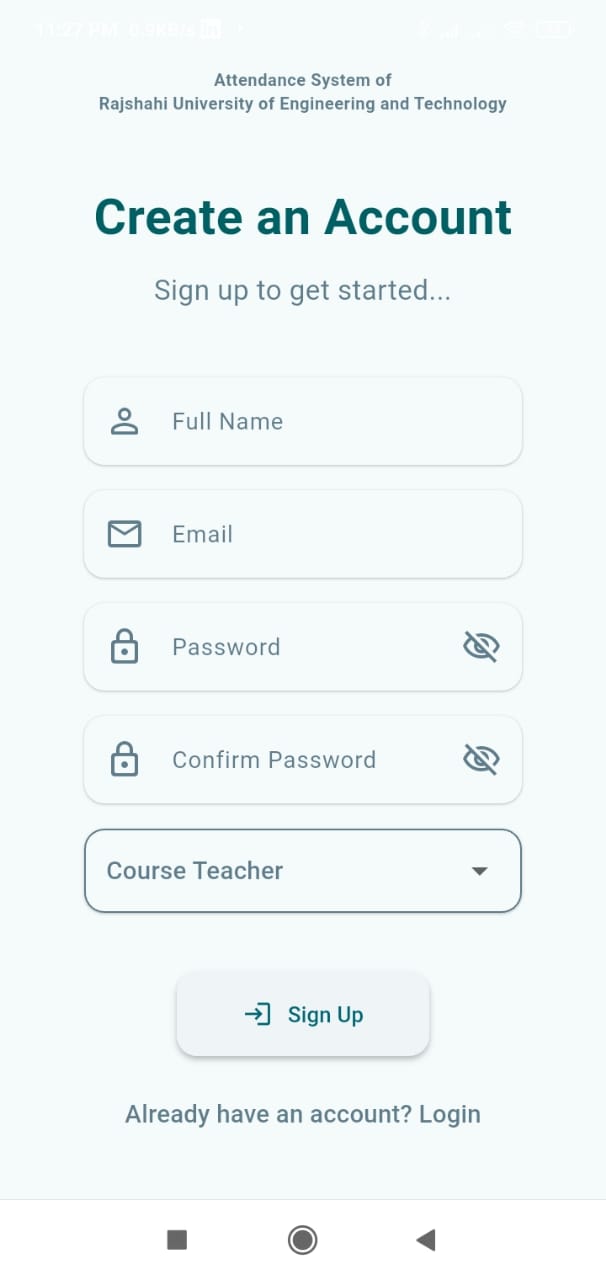 11:27 PM 0.9KB/s
Attendance System of
Rajshahi University of Engineering and Technology
Create an Account
Sign up to get started...
Full Name
Email
Password
Confirm Password
Course Teacher
Sign Up
Already have an account? Login